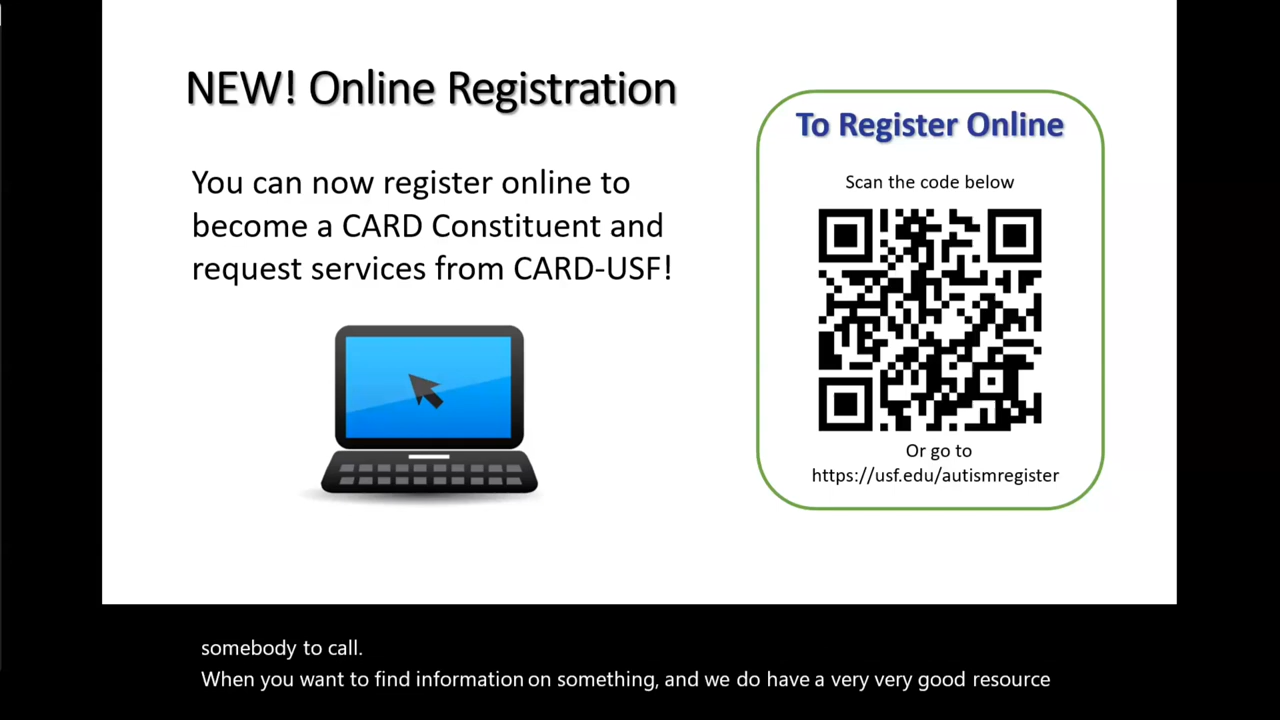 NEW! Online Registration
You can now register online to
become a CARD Constituent and
request services from CARD-USF!
To Register Online
Scan the code below
Or go to
https://usf.edu/autismregister
somebody to call.
When you want to find information on something, and we do have a very very good resource